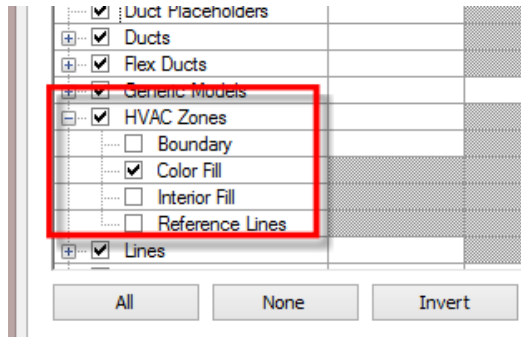 Duct Placeholders
Ducts
Flex Ducts
Generic Models
HVAC Zones
Boundary
Color Fill
Interior Fill
Reference Lines
Lines
All None Invert